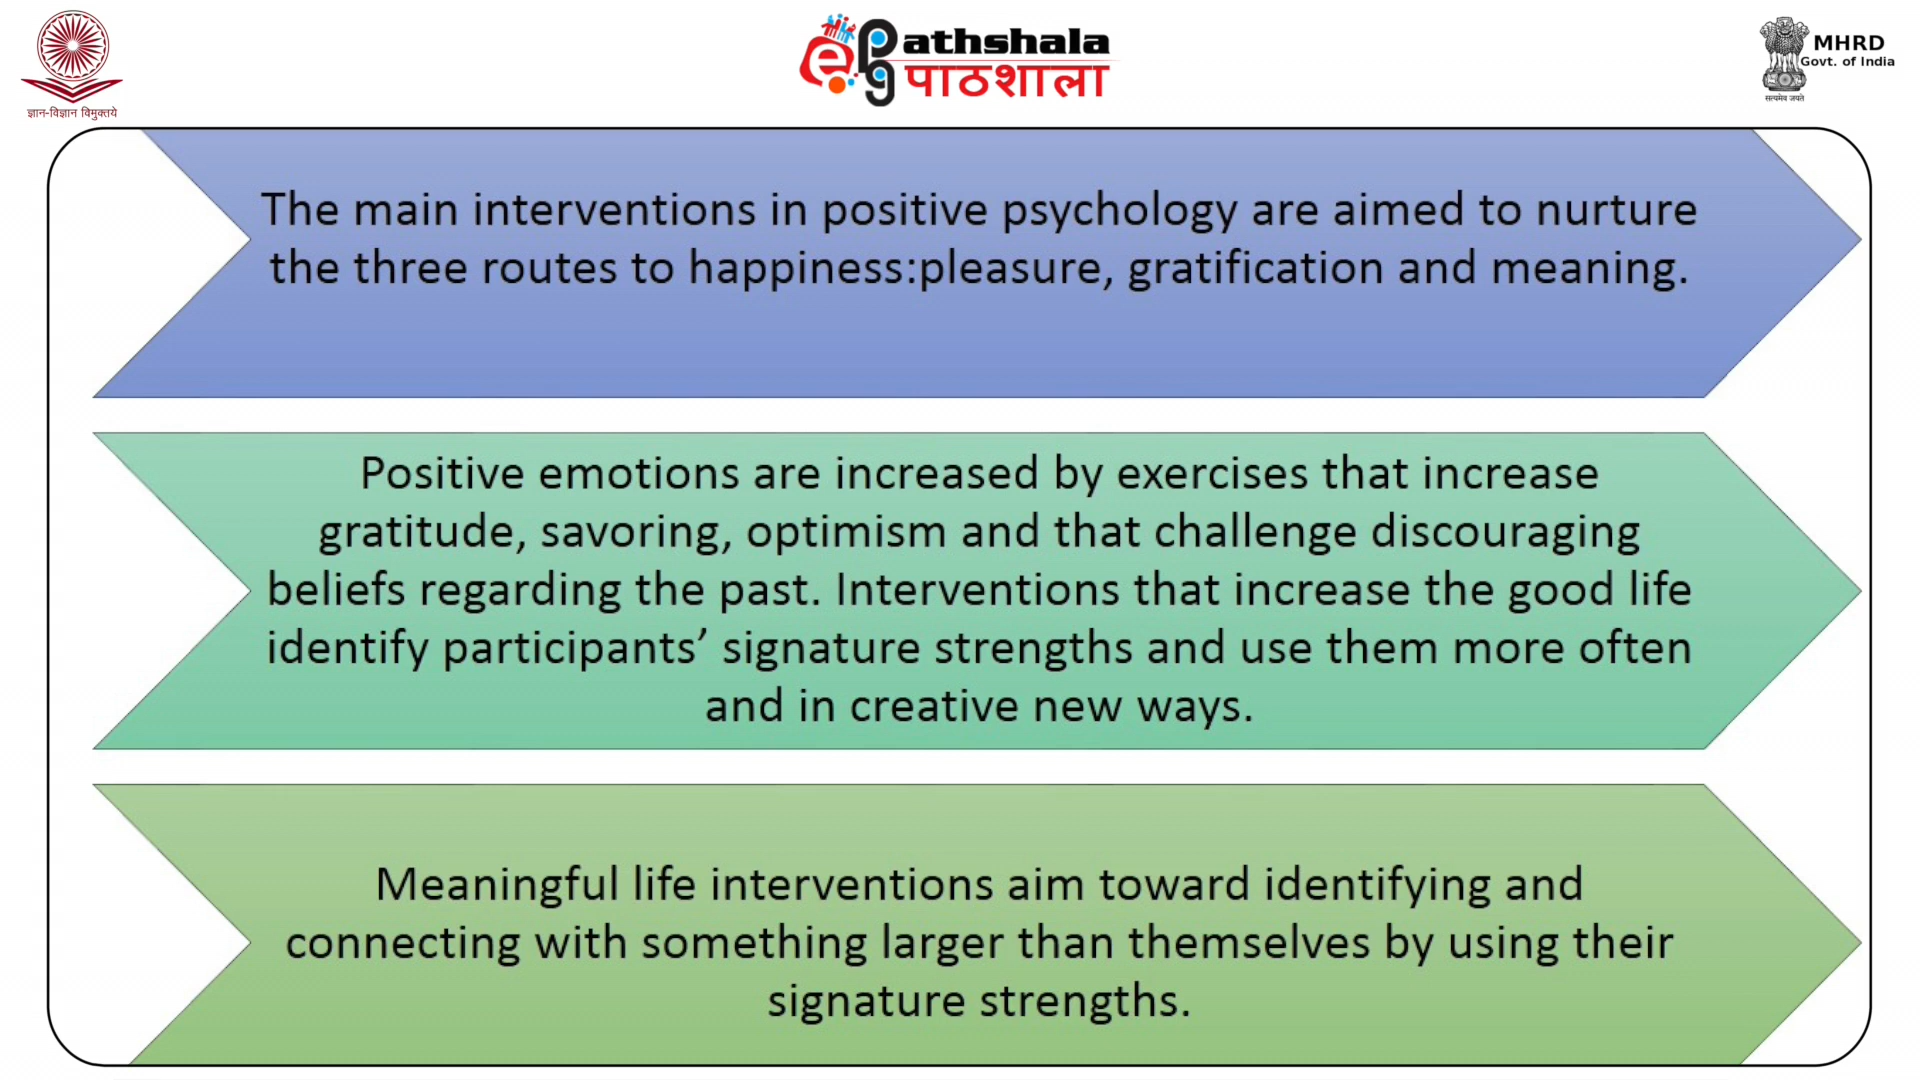 ज्ञान-विज्ञान विमुक्तये
e
pg
athshala
पाठशाला
MHRD
Govt. of India
सत्यमेव जयते
The main interventions in positive psychology are aimed to nurture
the three routes to happiness:pleasure, gratification and meaning.
Positive emotions are increased by exercises that increase
gratitude, savoring, optimism and that challenge discouraging
beliefs regarding the past. Interventions that increase the good life
identify participants’ signature strengths and use them more often
and in creative new ways.
Meaningful life interventions aim toward identifying and
connecting with something larger than themselves by using their
signature strengths.